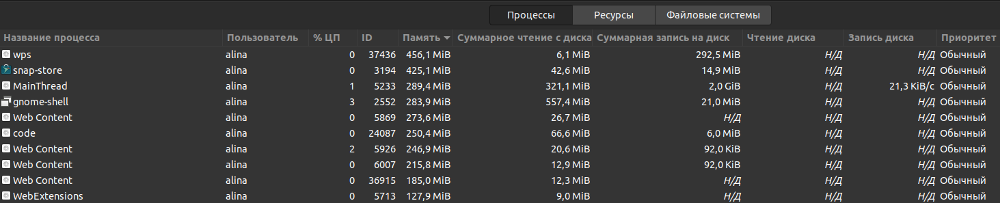 Процессы Ресурсы Файловые системы
Название процесса Пользователь % ЦП ID Память Суммарное чтение с диска Суммарная запись на диск Чтение диска Запись диска Приоритет
wps alina 0 37436 456,1 MiB 6,1 MiB 292,5 MiB Н/Д Н/Д Обычный
snap-store alina 0 3194 425,1 MiB 42,6 MiB 14,9 MiB Н/Д Н/Д Обычный
MainThread alina 1 5233 289,4 MiB 321,1 MiB 2,0 GiB Н/Д 21,3 KiB/c Обычный
gnome-shell alina 3 2552 283,9 MiB 557,4 MiB 21,0 MiB Н/Д Н/Д Обычный
Web Content alina 0 5869 273,6 MiB 26,7 MiB Н/Д Н/Д Н/Д Обычный
code alina 0 24087 250,4 MiB 66,6 MiB 6,0 MiB Н/Д Н/Д Обычный
Web Content alina 2 5926 246,9 MiB 20,6 MiB 92,0 KiB Н/Д Н/Д Обычный
Web Content alina 0 6007 215,8 MiB 12,9 MiB 92,0 KiB Н/Д Н/Д Обычный
Web Content alina 0 36915 185,0 MiB 12,3 MiB Н/Д Н/Д Н/Д Обычный
WebExtensions alina 0 5713 127,9 MiB 9,0 MiB Н/Д Н/Д Н/Д Обычный